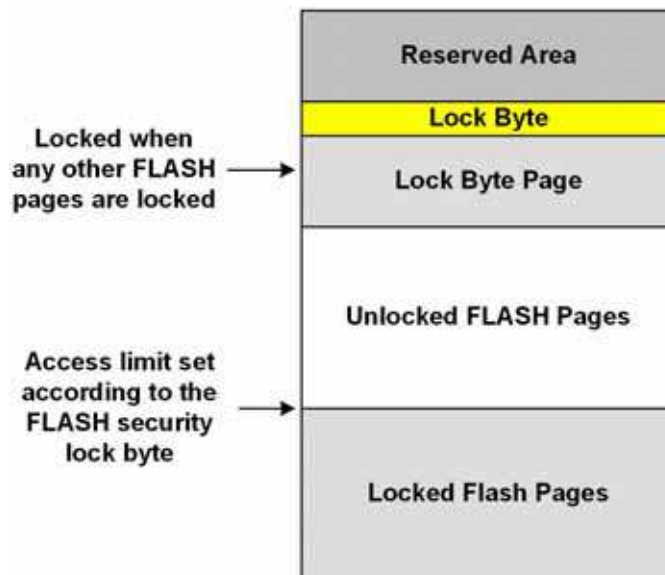 Reserved Area
Lock Byte
Locked when
any other FLASH
pages are locked
Lock Byte Page
Unlocked FLASH Pages
Access limit set
according to the
FLASH security
lock byte
Locked Flash Pages